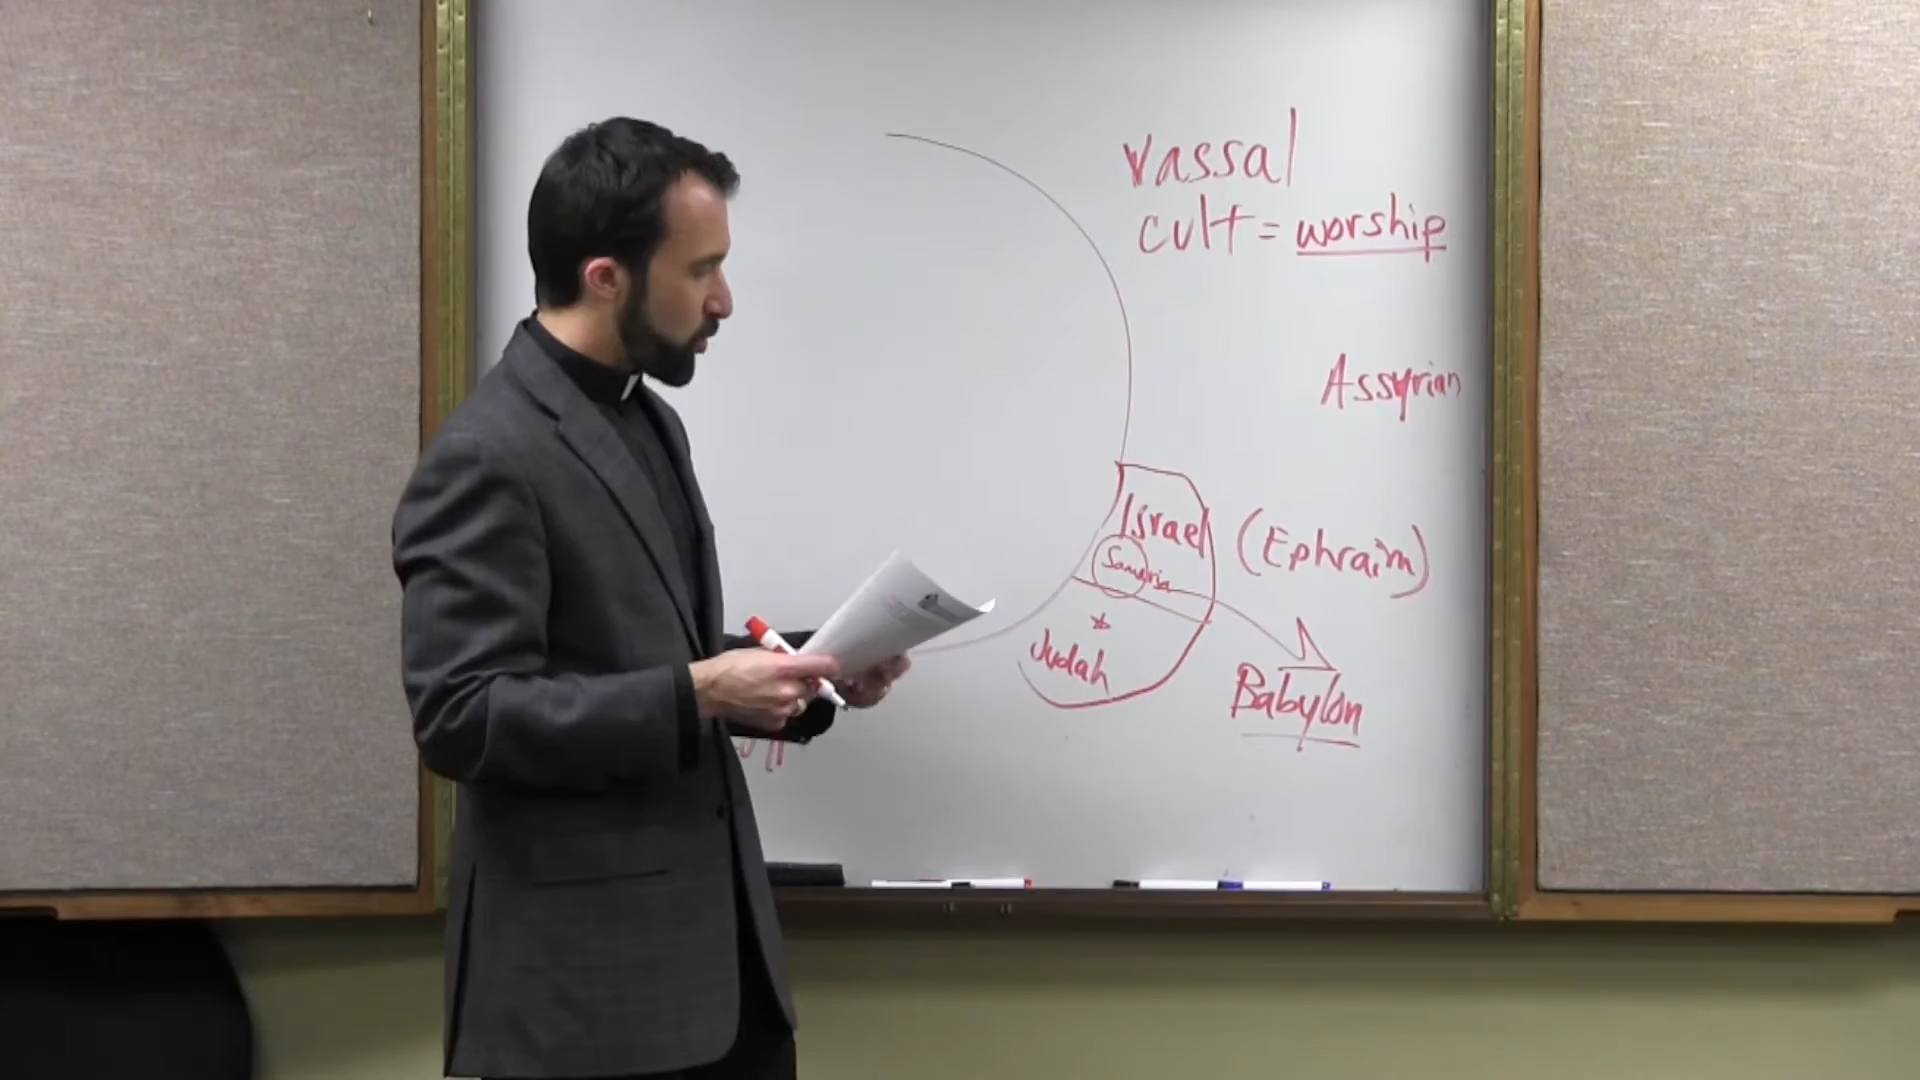 vassal
cult = worship
Assyrian
Israel (Ephraim)
Samaria
Judah
Babylon